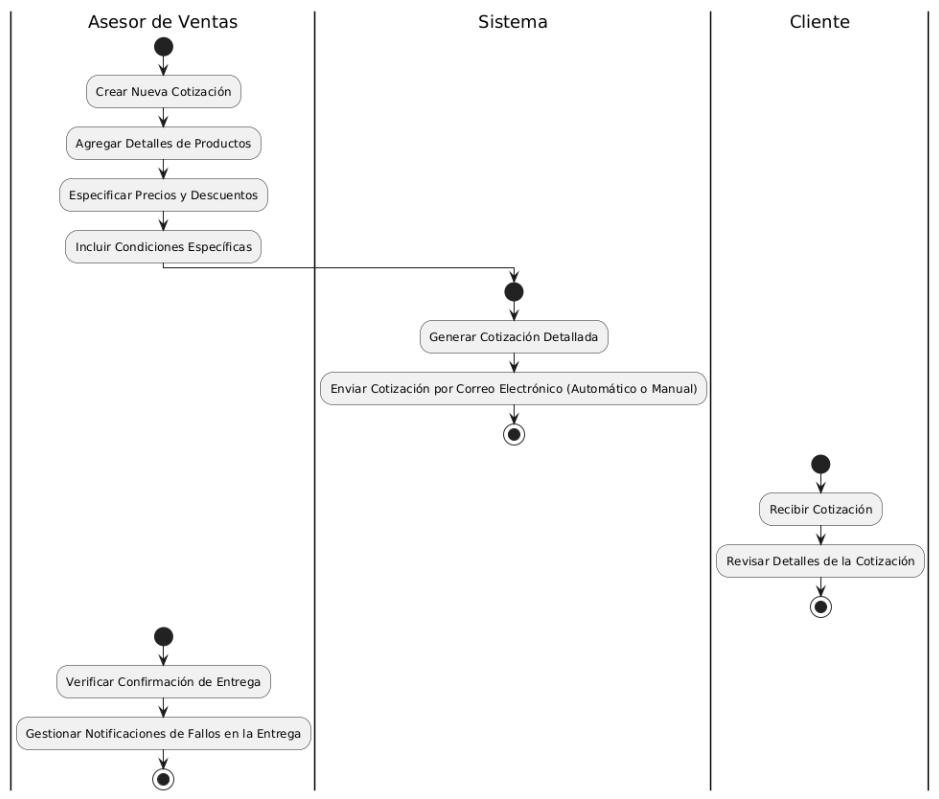 Asesor de Ventas
Sistema
Cliente
Crear Nueva Cotización
Agregar Detalles de Productos
Especificar Precios y Descuentos
Incluir Condiciones Específicas
Generar Cotización Detallada
Enviar Cotización por Correo Electrónico (Automático o Manual)
Recibir Cotización
Revisar Detalles de la Cotización
Verificar Confirmación de Entrega
Gestionar Notificaciones de Fallos en la Entrega